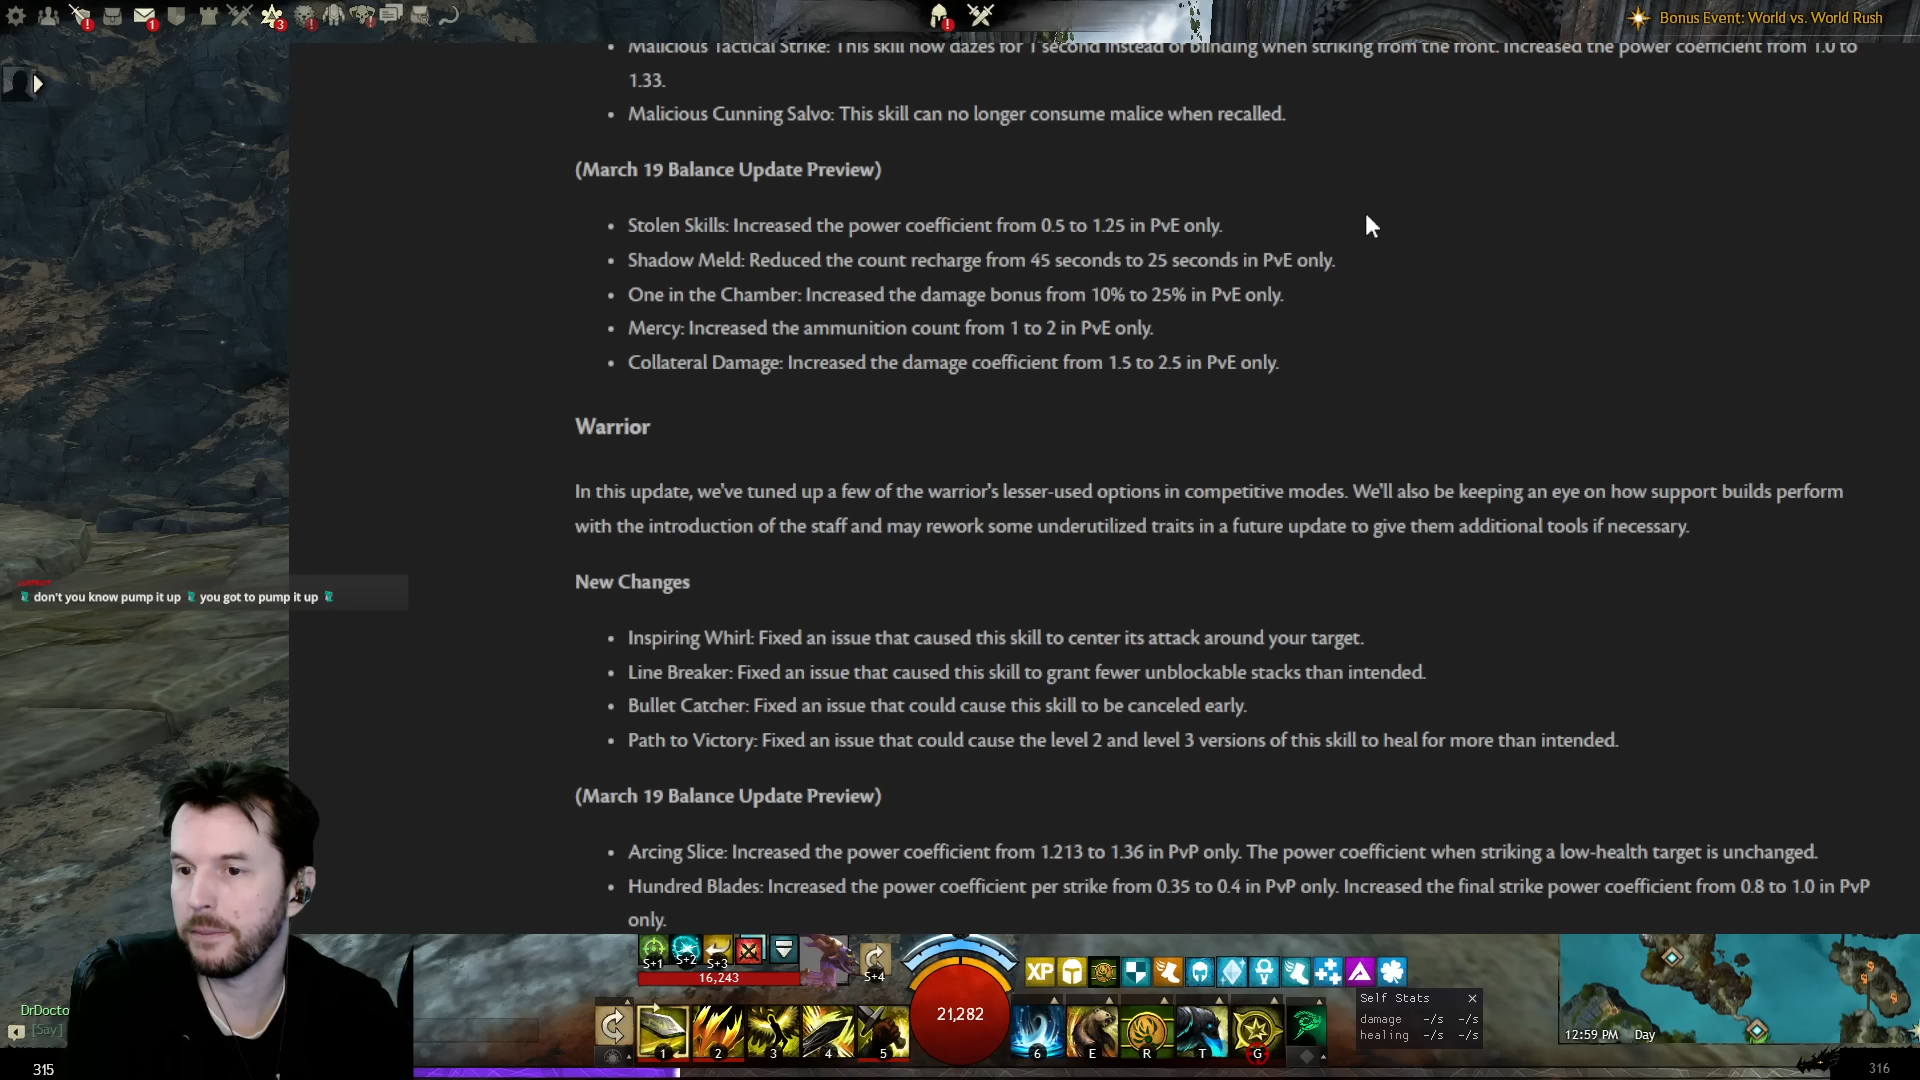 Bonus Event: World vs. World Rush
Malicious Tactical Strike: This skill now dazes for 1 second instead of blinding when striking from the front. Increased the power coefficient from 1.0 to
1.33.
Malicious Cunning Salvo: This skill can no longer consume malice when recalled.
(March 19 Balance Update Preview)
Stolen Skills: Increased the power coefficient from 0.5 to 1.25 in PvE only.
Shadow Meld: Reduced the count recharge from 45 seconds to 25 seconds in PvE only.
One in the Chamber: Increased the damage bonus from 10% to 25% in PvE only.
Mercy: Increased the ammunition count from 1 to 2 in PvE only.
Collateral Damage: Increased the damage coefficient from 1.5 to 2.5 in PvE only.
Warrior
In this update, we've tuned up a few of the warrior's lesser-used options in competitive modes. We'll also be keeping an eye on how support builds perform
with the introduction of the staff and may rework some underutilized traits in a future update to give them additional tools if necessary.
New Changes
don't you know pump it up you got to pump it up
Inspiring Whirl: Fixed an issue that caused this skill to center its attack around your target.
Line Breaker: Fixed an issue that caused this skill to grant fewer unblockable stacks than intended.
Bullet Catcher: Fixed an issue that could cause this skill to be canceled early.
Path to Victory: Fixed an issue that could cause the level 2 and level 3 versions of this skill to heal for more than intended.
(March 19 Balance Update Preview)
Arcing Slice: Increased the power coefficient from 1.213 to 1.36 in PvP only. The power coefficient when striking a low-health target is unchanged.
Hundred Blades: Increased the power coefficient per strike from 0.35 to 0.4 in PvP only. Increased the final strike power coefficient from 0.8 to 1.0 in PvP
only.
S+1 S+2 S+3 S+4
16,243
XP
21,282
Self Stats
damage -/s -/s
healing -/s -/s
DrDocto
[Say]
1 2 3 4 5 6 E R T G
12:59 PM Day
315
316